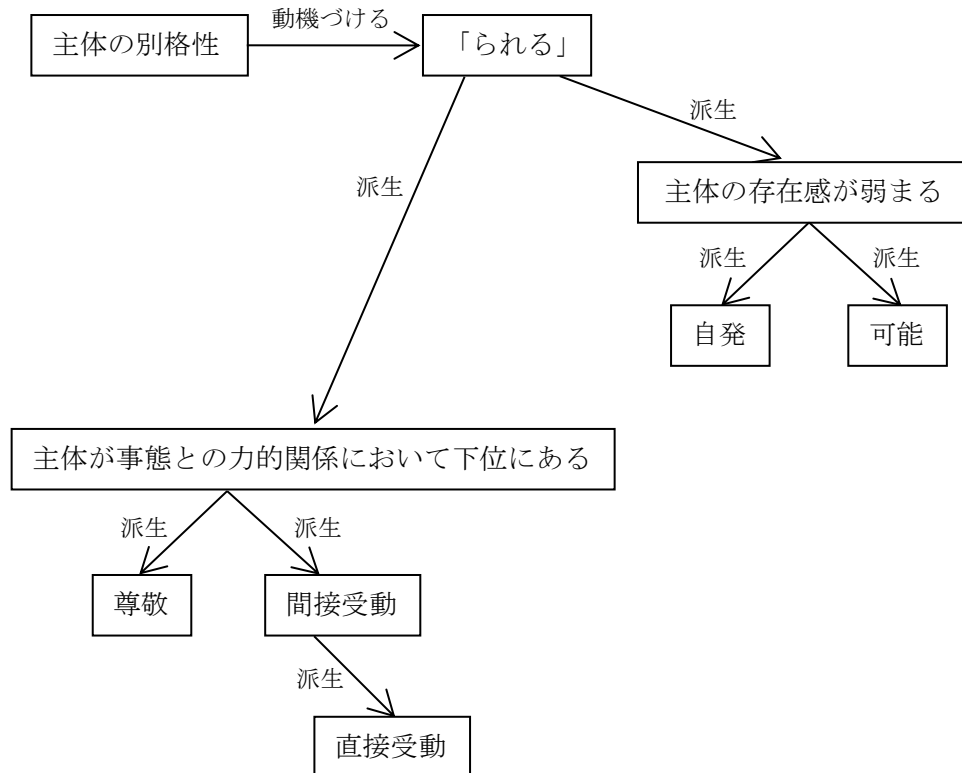 動機づける
主体の別格性
「られる」
派生
派生
主体の存在感が弱まる
派生
派生
自発
可能
主体が事態との力的関係において下位にある
派生
派生
尊敬
間接受動
派生
直接受動